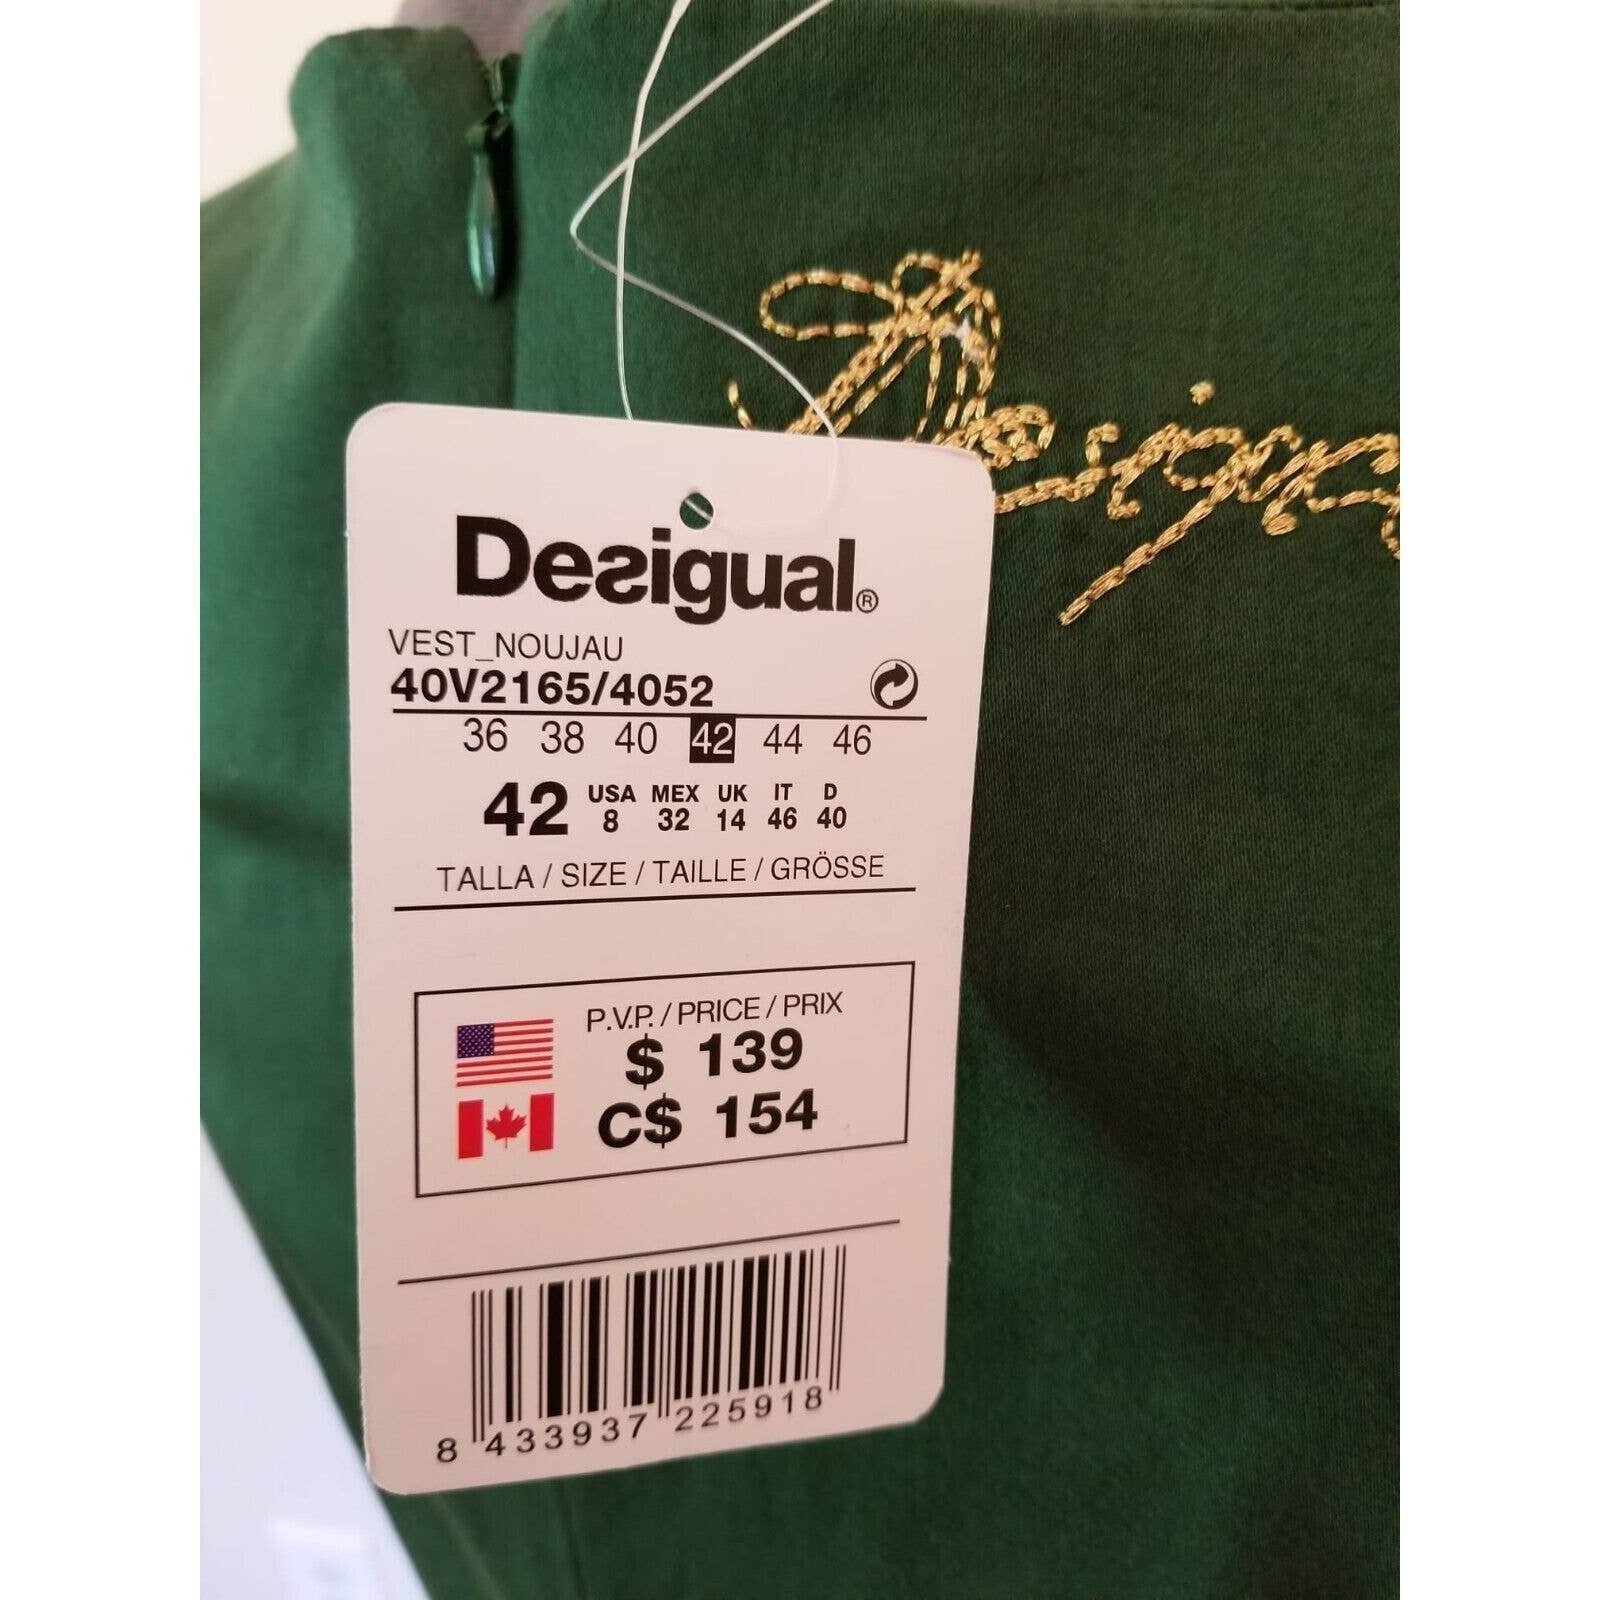 Desigual
Desigual®
VEST_NOUJAU
40V2165/4052
36 38 40 42 44 46
42 USA MEX UK IT D
8 32 14 46 40
TALLA / SIZE / TAILLE / GRÖSSE
P.V.P. / PRICE / PRIX
$ 139
C$ 154
8 433937 225918